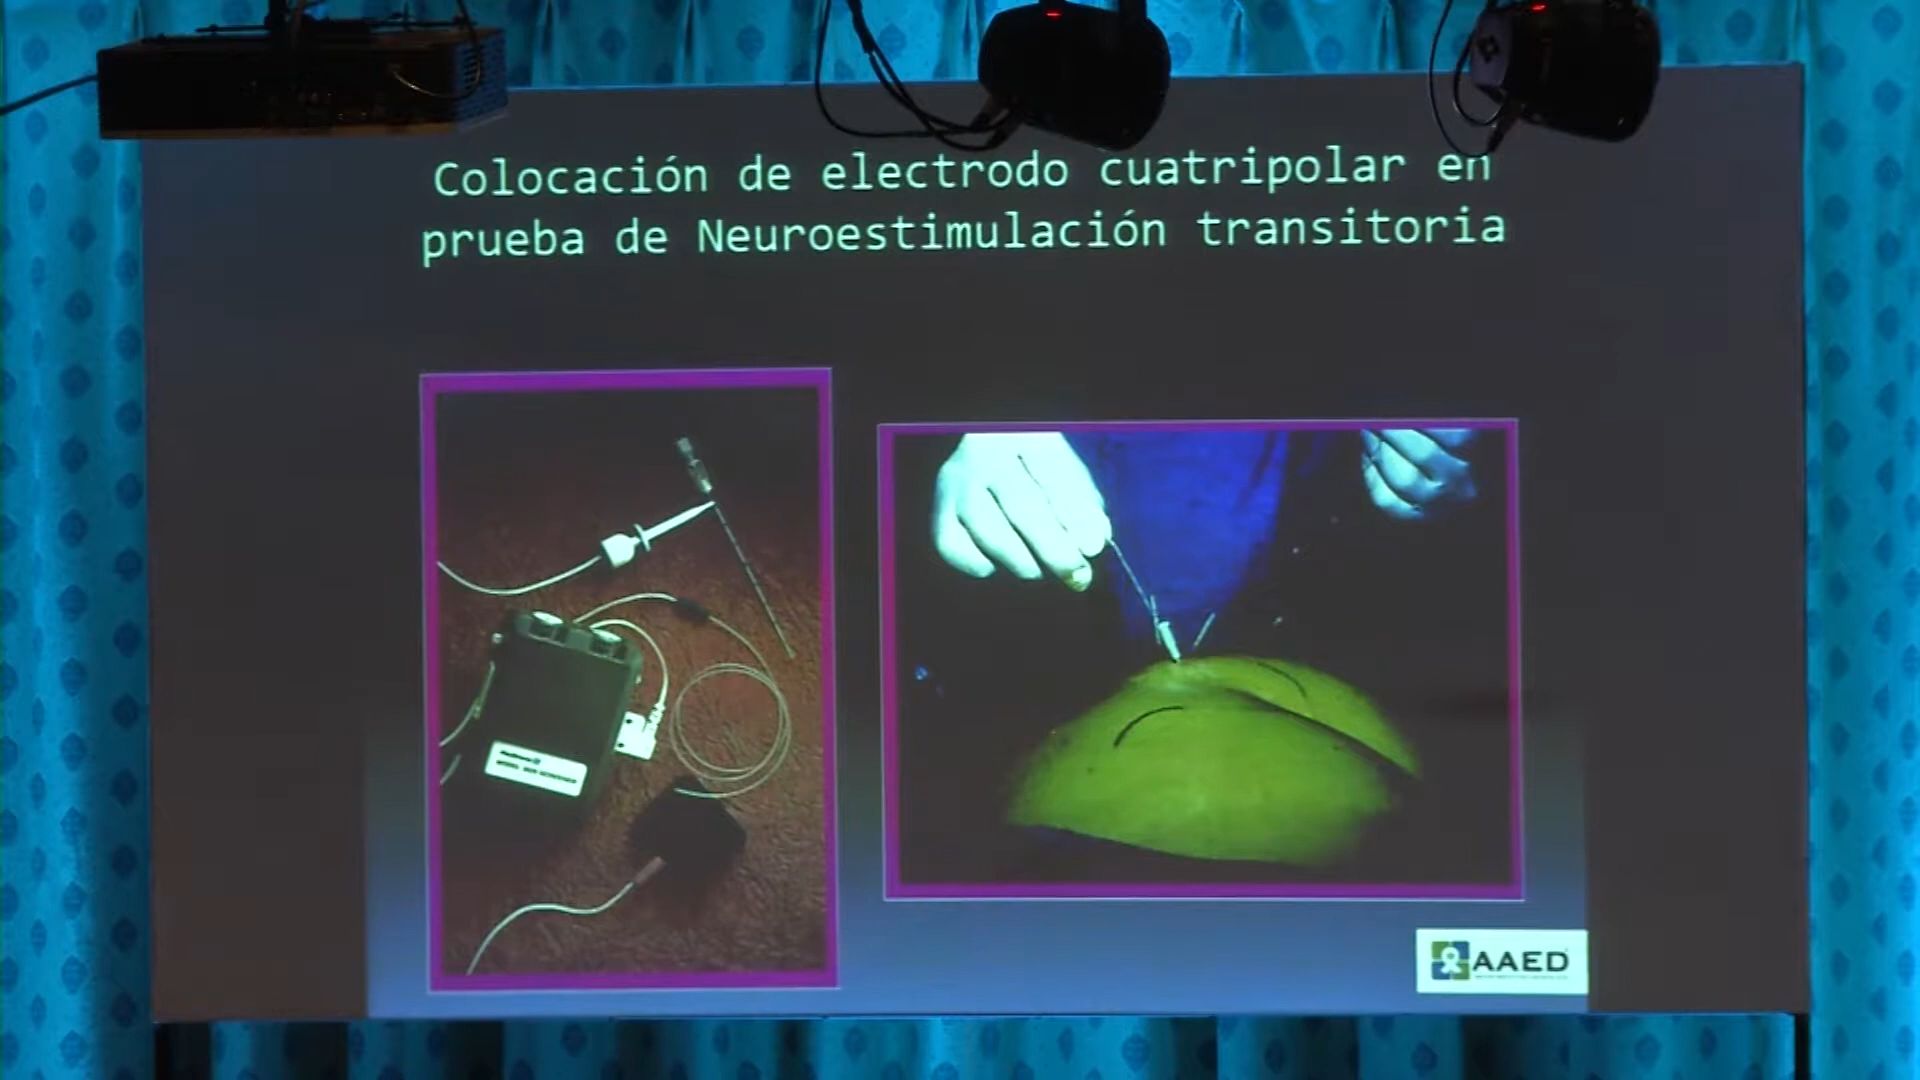 Colocación de electrodo cuatripolar en
prueba de Neuroestimulación transitoria
AAED